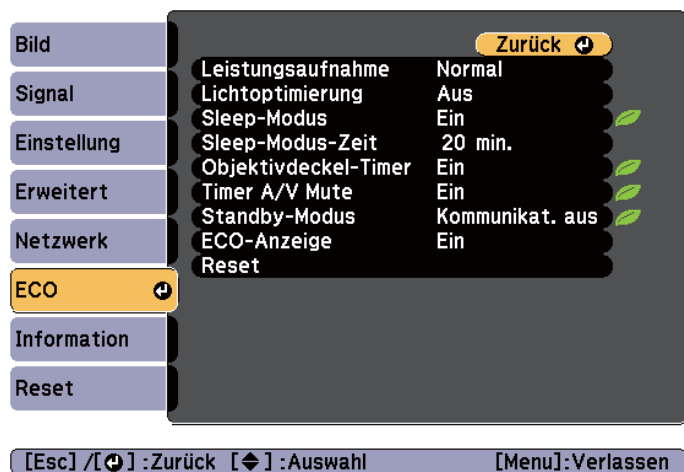 Bild
Signal
Einstellung
Erweitert
Netzwerk
ECO
Information
Reset
Zurück
Leistungsaufnahme Normal
Lichtoptimierung Aus
Sleep-Modus Ein
Sleep-Modus-Zeit 20 min.
Objektivdeckel-Timer Ein
Timer A/V Mute Ein
Standby-Modus Kommunikat. aus
ECO-Anzeige Ein
Reset
[Esc] /[ ] :Zurück [ ] :Auswahl [Menu]:Verlassen